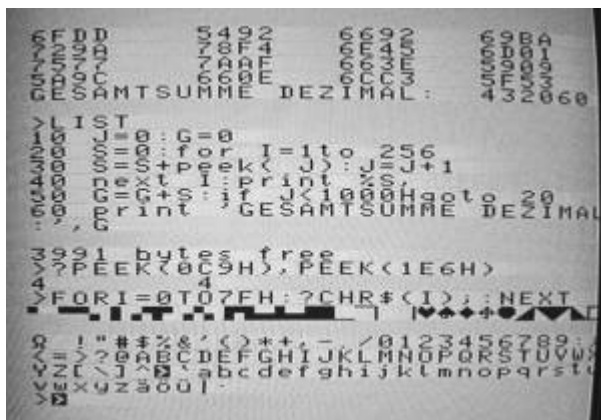 6FDD 5492 6692 69BA
729A 78F4 6E45 6D01
7577 7AAF 663E 5909
5A9C 660E 6CC3 5F53
GESAMTSUMME DEZIMAL: 432060
>LIST
10 J=0:G=0
20 S=0:for I=1to 256
30 S=S+peek( J):J=J+1
40 next I:print %S,
50 G=G+S:if J<1000Hgoto 20
60 print 'GESAMTSUMME DEZIMAL
:',G
3991 bytes free
>?PEEK(0C9H),PEEK(1E6H)
4 4
>FORI=0TO7FH:?CHR$(I);:NEXT
Ω !"#$%&'()*+,-./0123456789:;
<=>?@ABCDEFGHIJKLMNOPQRSTUVWX
YZ[\]^ `abcdefghijklmnopqrstu
vwxyzäöü|
>